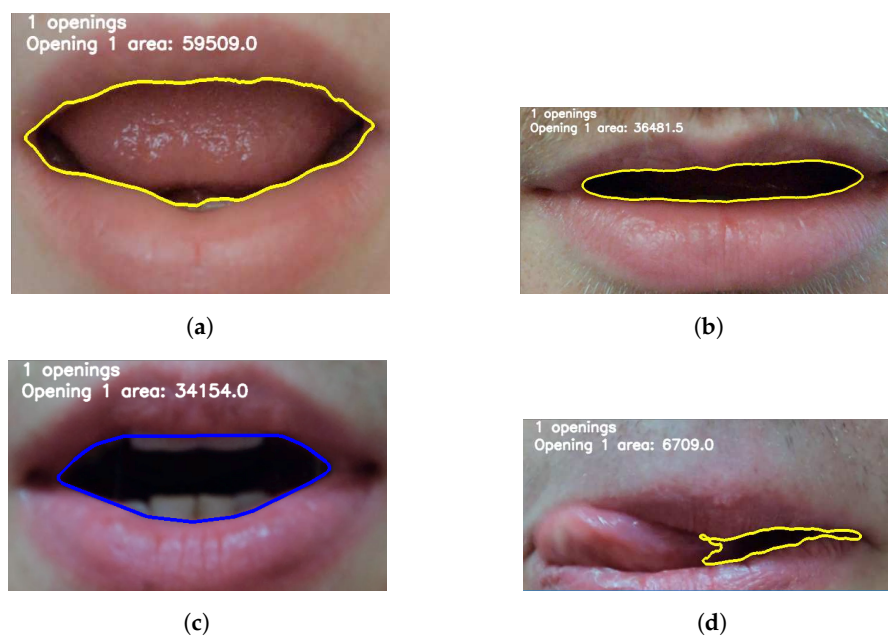 1 openings
Opening 1 area: 59509.0
1 openings
Opening 1 area: 36481.5
(a)
(b)
1 openings
Opening 1 area: 34154.0
1 openings
Opening 1 area: 6709.0
(c)
(d)